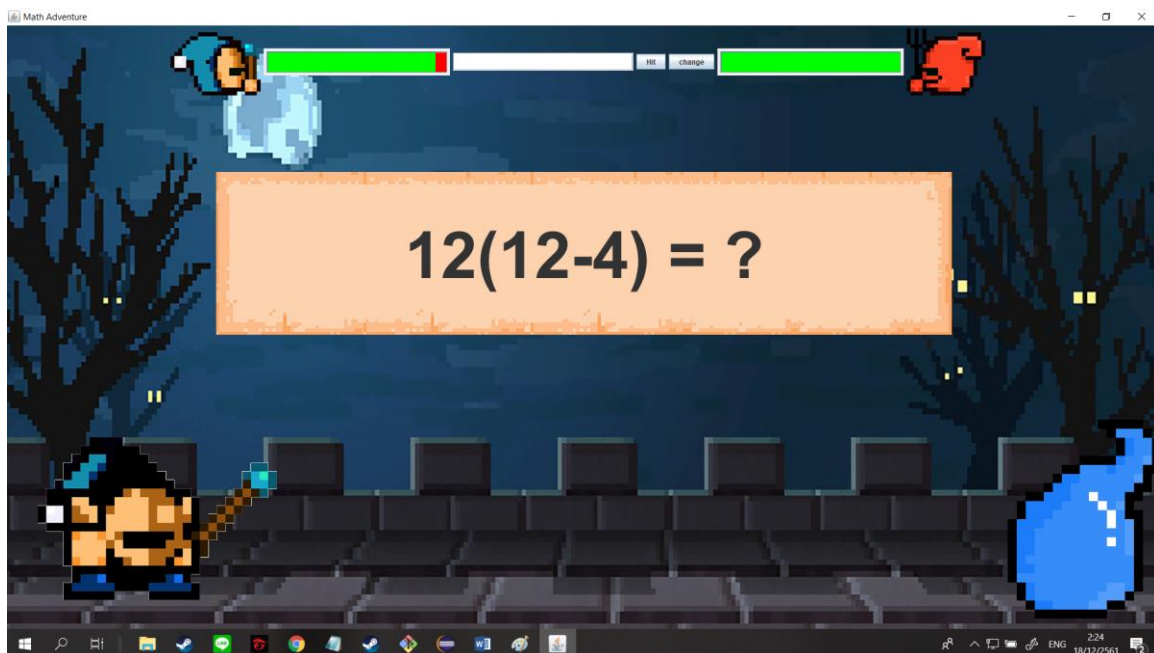 Math Adventure
Hit change
12(12-4) = ?
ENG 2:24
18/12/2561